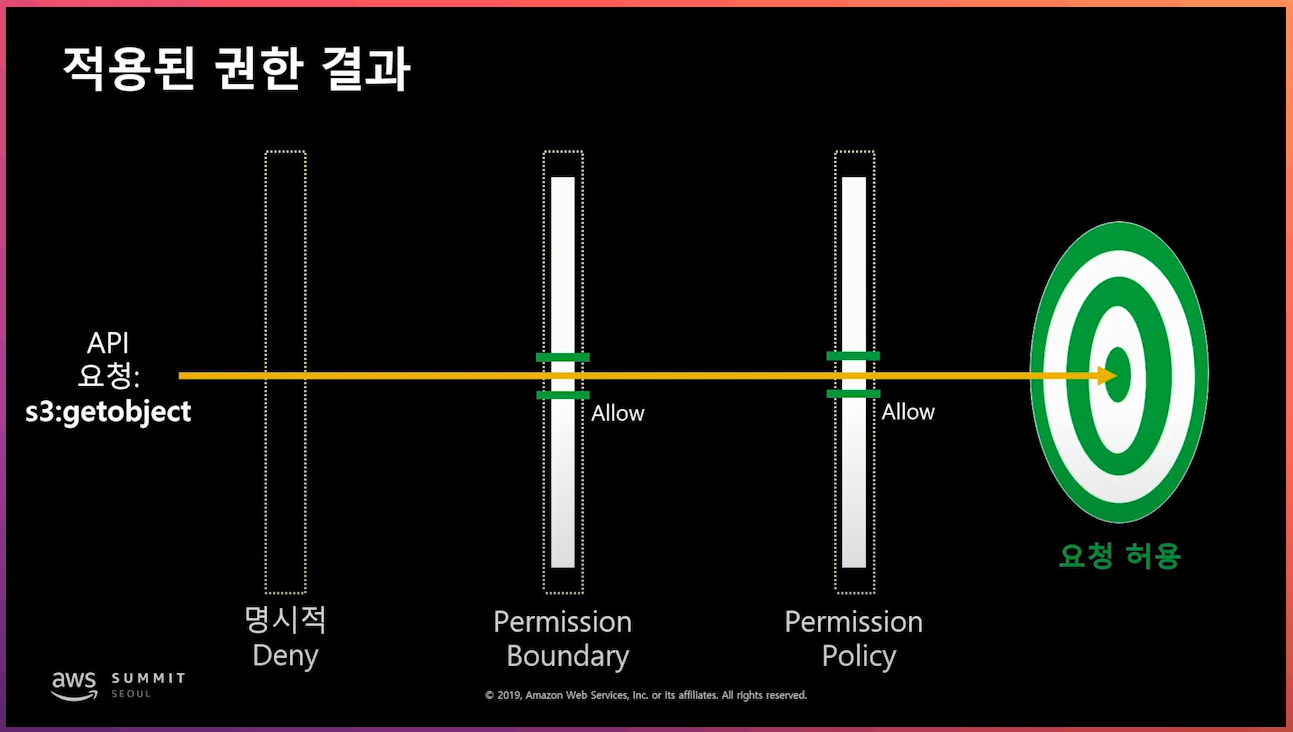 적용된 권한 결과
API
요청:
s3:getobject
Allow
Allow
요청 허용
명시적
Deny
Permission
Boundary
Permission
Policy
aws SUMMIT
SEOUL
© 2019, Amazon Web Services, Inc. or Its affiliates. All rights reserved.